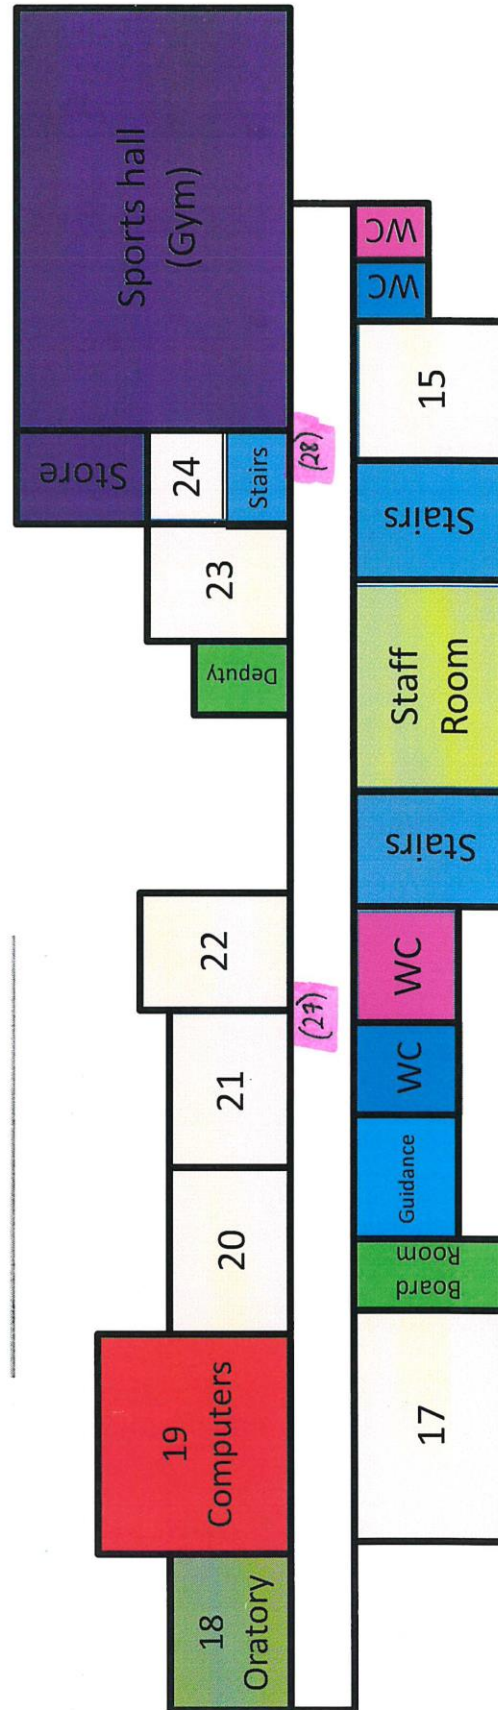 Sports hall
(Gym)
Store
24
Stairs
23
Deputy
22
21
20
19
Computers
18
Oratory
(28)
(27)
WC
WC
15
Stairs
Staff
Room
Stairs
WC
WC
Guidance
Board
Room
17